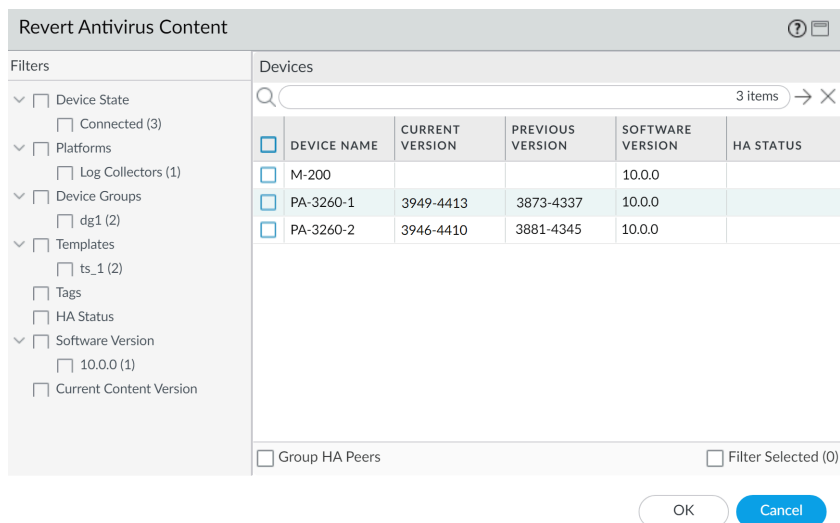 Revert Antivirus Content
Filters
Device State
Connected (3)
Platforms
Log Collectors (1)
Device Groups
dg1 (2)
Templates
ts_1 (2)
Tags
HA Status
Software Version
10.0.0 (1)
Current Content Version
Devices
3 items
DEVICE NAME CURRENT VERSION PREVIOUS VERSION SOFTWARE VERSION HA STATUS
M-200 10.0.0
PA-3260-1 3949-4413 3873-4337 10.0.0
PA-3260-2 3946-4410 3881-4345 10.0.0
Group HA Peers Filter Selected (0)
OK Cancel